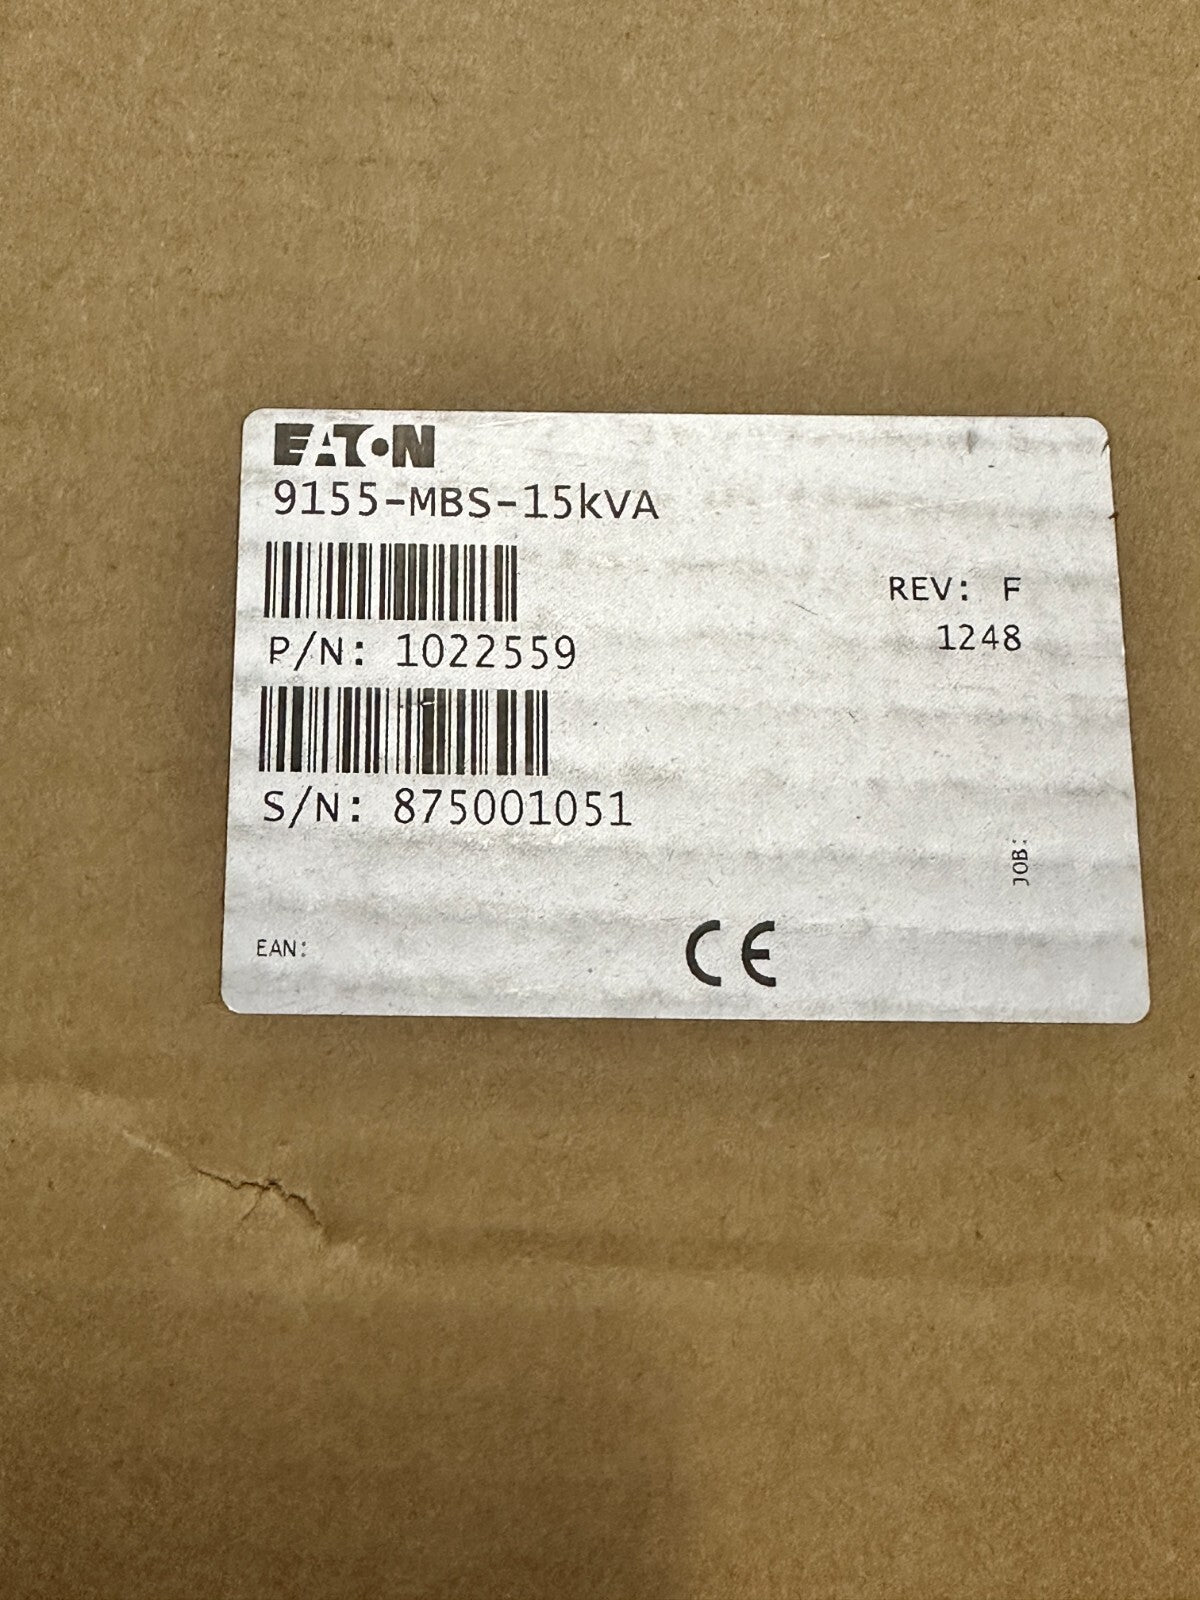 EATON
9155-MBS-15kVA
REV: F
1248
P/N: 1022559
S/N: 875001051
JOB:
EAN:
CE